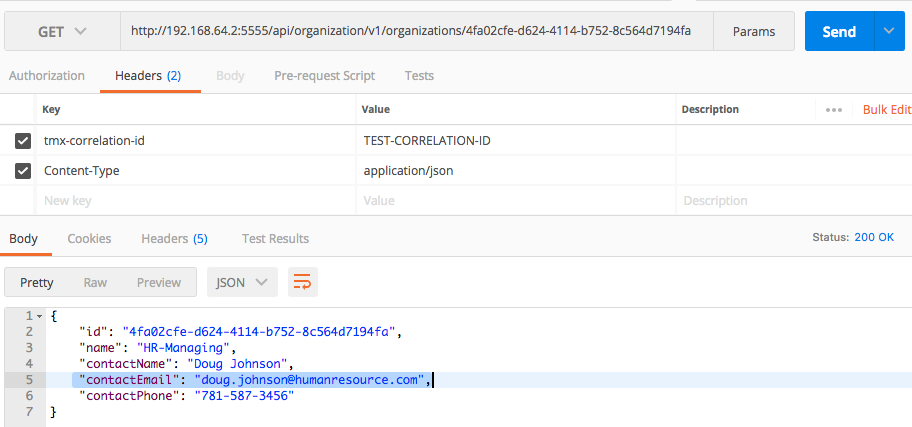 GET http://192.168.64.2:5555/api/organization/v1/organizations/4fa02cfe-d624-4114-b752-8c564d7194fa Params Send
Authorization Headers (2) Body Pre-request Script Tests
Key Value Description ••• Bulk Edit
tmx-correlation-id TEST-CORRELATION-ID
Content-Type application/json
New key Value Description
Body Cookies Headers (5) Test Results Status: 200 OK
Pretty Raw Preview JSON
1 {
2 "id": "4fa02cfe-d624-4114-b752-8c564d7194fa",
3 "name": "HR-Managing",
4 "contactName": "Doug Johnson",
5 "contactEmail": "doug.johnson@humanresource.com",
6 "contactPhone": "781-587-3456"
7 }